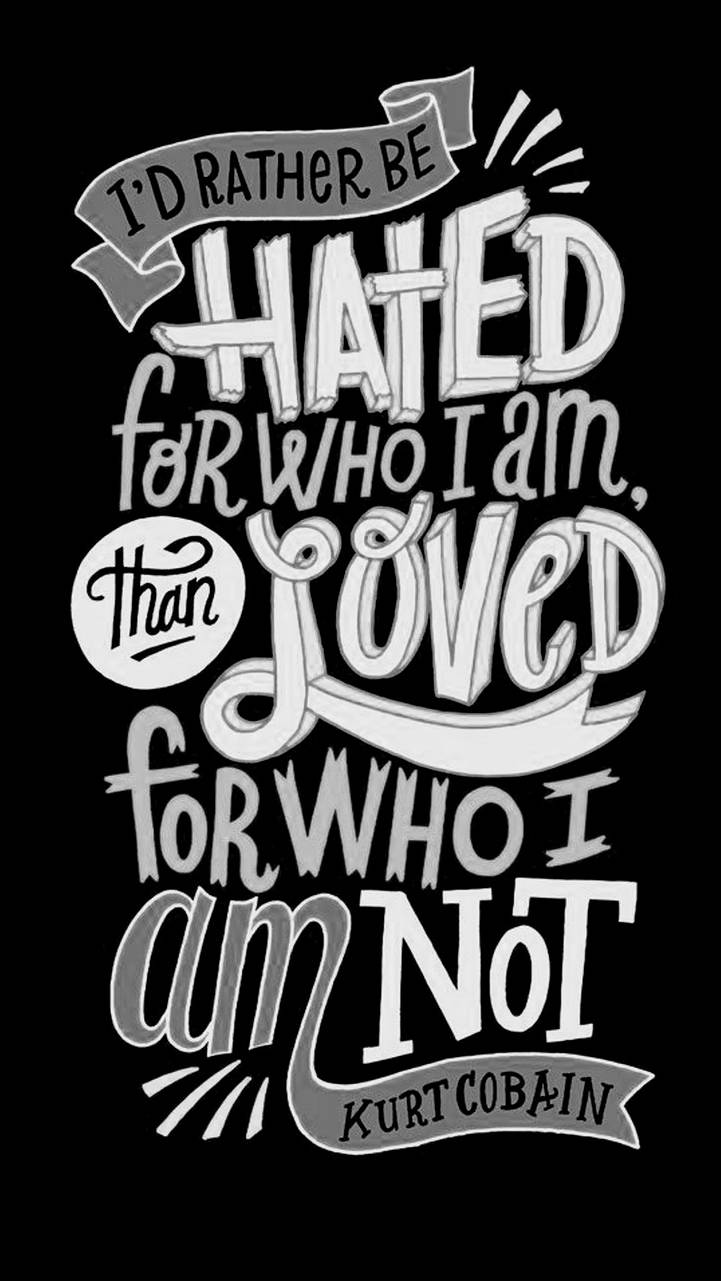 I'D RATHER BE
HATED
for WHO I am,
than LOVED
for WHO I
am NOT
KURT COBAIN